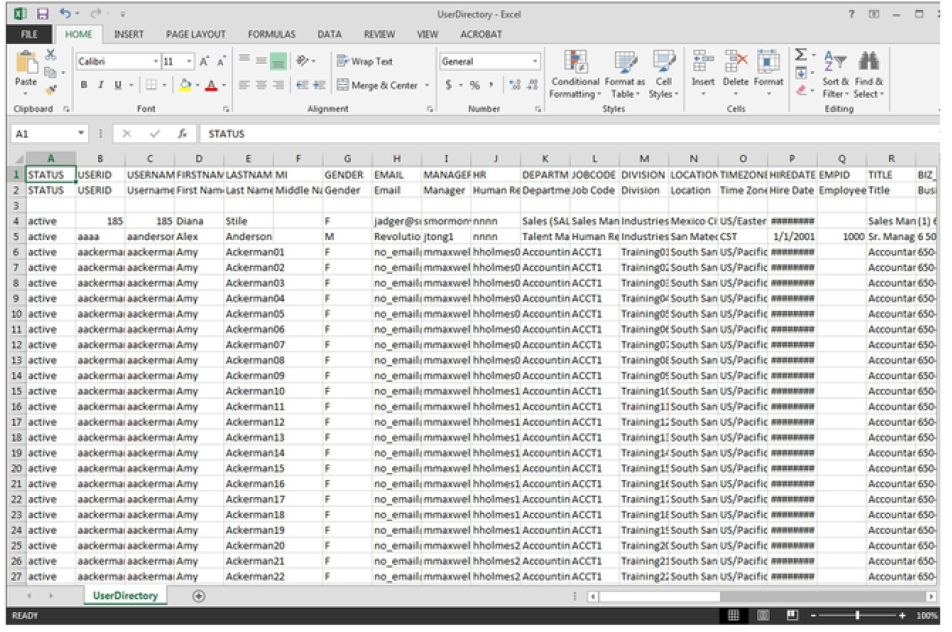 UserDirectory - Excel
FILE HOME INSERT PAGE LAYOUT FORMULAS DATA REVIEW VIEW ACROBAT
Calibri 11 A A Wrap Text General
Paste B I U A Merge & Center $ % Conditional Format as Cell Insert Delete Format Sort & Find &
Formatting Table Styles Filter Select
Clipboard Font Alignment Number Styles Cells Editing
A1 fx STATUS
A B C D E F G H I J K L M N O P Q R
1 STATUS USERID USERNAM FIRSTNAM LASTNAM MI GENDER EMAIL MANAGER HR DEPARTM JOBCODE DIVISION LOCATION TIMEZONE HIREDATE EMPID TITLE BIZ_
2 STATUS USERID Username First Nam Last Name Middle Na Gender Email Manager Human Re Departme Job Code Division Location Time Zone Hire Date Employee Title Busi
3
4 active 185 185 Diana Stile F jadger@s smormon nnnn Sales (SAL Sales Man Industries Mexico Ci US/Easter ######## Sales Man (1) 6
5 active aaaa aanderson Alex Anderson M Revolutio jtong1 nnnn Talent Ma Human Re Industries San Mateo CST 1/1/2001 1000 Sr. Manag 6 50
6 active aackerma aackerma Amy Ackerman01 F no_email mmaxwel hholmes0 Accountin ACCT1 Training01 South San US/Pacific ######## Accountar 650-
7 active aackerma aackerma Amy Ackerman02 F no_email mmaxwel hholmes0 Accountin ACCT1 Training02 South San US/Pacific ######## Accountar 650-
8 active aackerma aackerma Amy Ackerman03 F no_email mmaxwel hholmes0 Accountin ACCT1 Training03 South San US/Pacific ######## Accountar 650-
9 active aackerma aackerma Amy Ackerman04 F no_email mmaxwel hholmes0 Accountin ACCT1 Training04 South San US/Pacific ######## Accountar 650-
10 active aackerma aackerma Amy Ackerman05 F no_email mmaxwel hholmes0 Accountin ACCT1 Training05 South San US/Pacific ######## Accountar 650-
11 active aackerma aackerma Amy Ackerman06 F no_email mmaxwel hholmes0 Accountin ACCT1 Training06 South San US/Pacific ######## Accountar 650-
12 active aackerma aackerma Amy Ackerman07 F no_email mmaxwel hholmes0 Accountin ACCT1 Training07 South San US/Pacific ######## Accountar 650-
13 active aackerma aackerma Amy Ackerman08 F no_email mmaxwel hholmes0 Accountin ACCT1 Training08 South San US/Pacific ######## Accountar 650-
14 active aackerma aackerma Amy Ackerman09 F no_email mmaxwel hholmes0 Accountin ACCT1 Training09 South San US/Pacific ######## Accountar 650-
15 active aackerma aackerma Amy Ackerman10 F no_email mmaxwel hholmes1 Accountin ACCT1 Training10 South San US/Pacific ######## Accountar 650-
16 active aackerma aackerma Amy Ackerman11 F no_email mmaxwel hholmes1 Accountin ACCT1 Training11 South San US/Pacific ######## Accountar 650-
17 active aackerma aackerma Amy Ackerman12 F no_email mmaxwel hholmes1 Accountin ACCT1 Training12 South San US/Pacific ######## Accountar 650-
18 active aackerma aackerma Amy Ackerman13 F no_email mmaxwel hholmes1 Accountin ACCT1 Training13 South San US/Pacific ######## Accountar 650-
19 active aackerma aackerma Amy Ackerman14 F no_email mmaxwel hholmes1 Accountin ACCT1 Training14 South San US/Pacific ######## Accountar 650-
20 active aackerma aackerma Amy Ackerman15 F no_email mmaxwel hholmes1 Accountin ACCT1 Training15 South San US/Pacific ######## Accountar 650-
21 active aackerma aackerma Amy Ackerman16 F no_email mmaxwel hholmes1 Accountin ACCT1 Training16 South San US/Pacific ######## Accountar 650-
22 active aackerma aackerma Amy Ackerman17 F no_email mmaxwel hholmes1 Accountin ACCT1 Training17 South San US/Pacific ######## Accountar 650-
23 active aackerma aackerma Amy Ackerman18 F no_email mmaxwel hholmes1 Accountin ACCT1 Training18 South San US/Pacific ######## Accountar 650-
24 active aackerma aackerma Amy Ackerman19 F no_email mmaxwel hholmes1 Accountin ACCT1 Training19 South San US/Pacific ######## Accountar 650-
25 active aackerma aackerma Amy Ackerman20 F no_email mmaxwel hholmes2 Accountin ACCT1 Training20 South San US/Pacific ######## Accountar 650-
26 active aackerma aackerma Amy Ackerman21 F no_email mmaxwel hholmes2 Accountin ACCT1 Training21 South San US/Pacific ######## Accountar 650-
27 active aackerma aackerma Amy Ackerman22 F no_email mmaxwel hholmes2 Accountin ACCT1 Training22 South San US/Pacific ######## Accountar 650-
UserDirectory
READY 100%